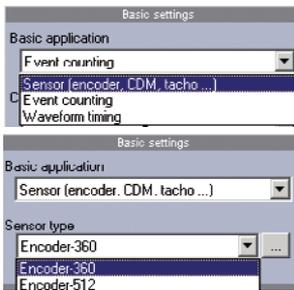 Basic settings
Basic application
Event counting
Sensor (encoder, CDM, tacho ...)
C Event counting
Waveform timing
Basic settings
Basic application
Sensor (encoder. CDM. tacho ...)
Sensor type
Encoder-360
...
Encoder-360
Encoder-512